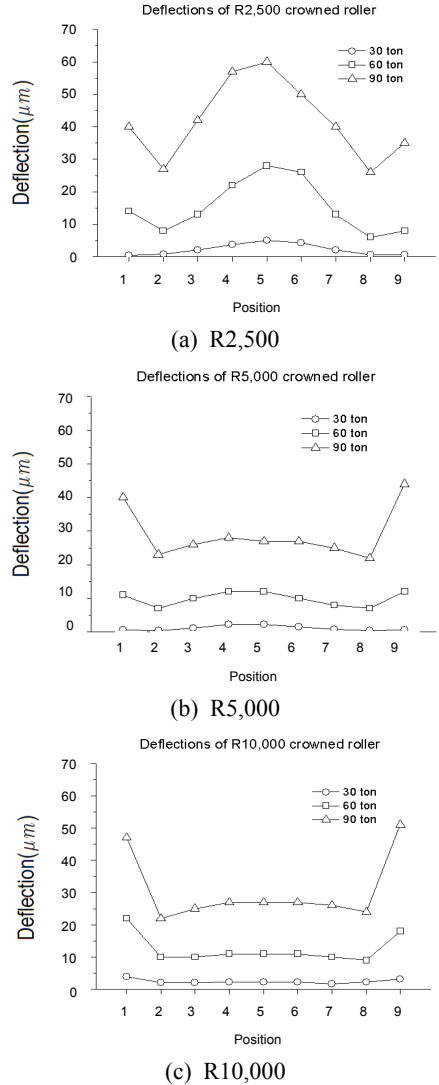 Deflections of R2,500 crowned roller
30 ton
60 ton
90 ton
Deflection(μm)
70
60
50
40
30
20
10
0
1 2 3 4 5 6 7 8 9
Position
(a) R2,500
Deflections of R5,000 crowned roller
30 ton
60 ton
90 ton
Deflection(μm)
70
60
50
40
30
20
10
0
1 2 3 4 5 6 7 8 9
Position
(b) R5,000
Deflections of R10,000 crowned roller
30 ton
60 ton
90 ton
Deflection(μm)
70
60
50
40
30
20
10
0
1 2 3 4 5 6 7 8 9
Position
(c) R10,000